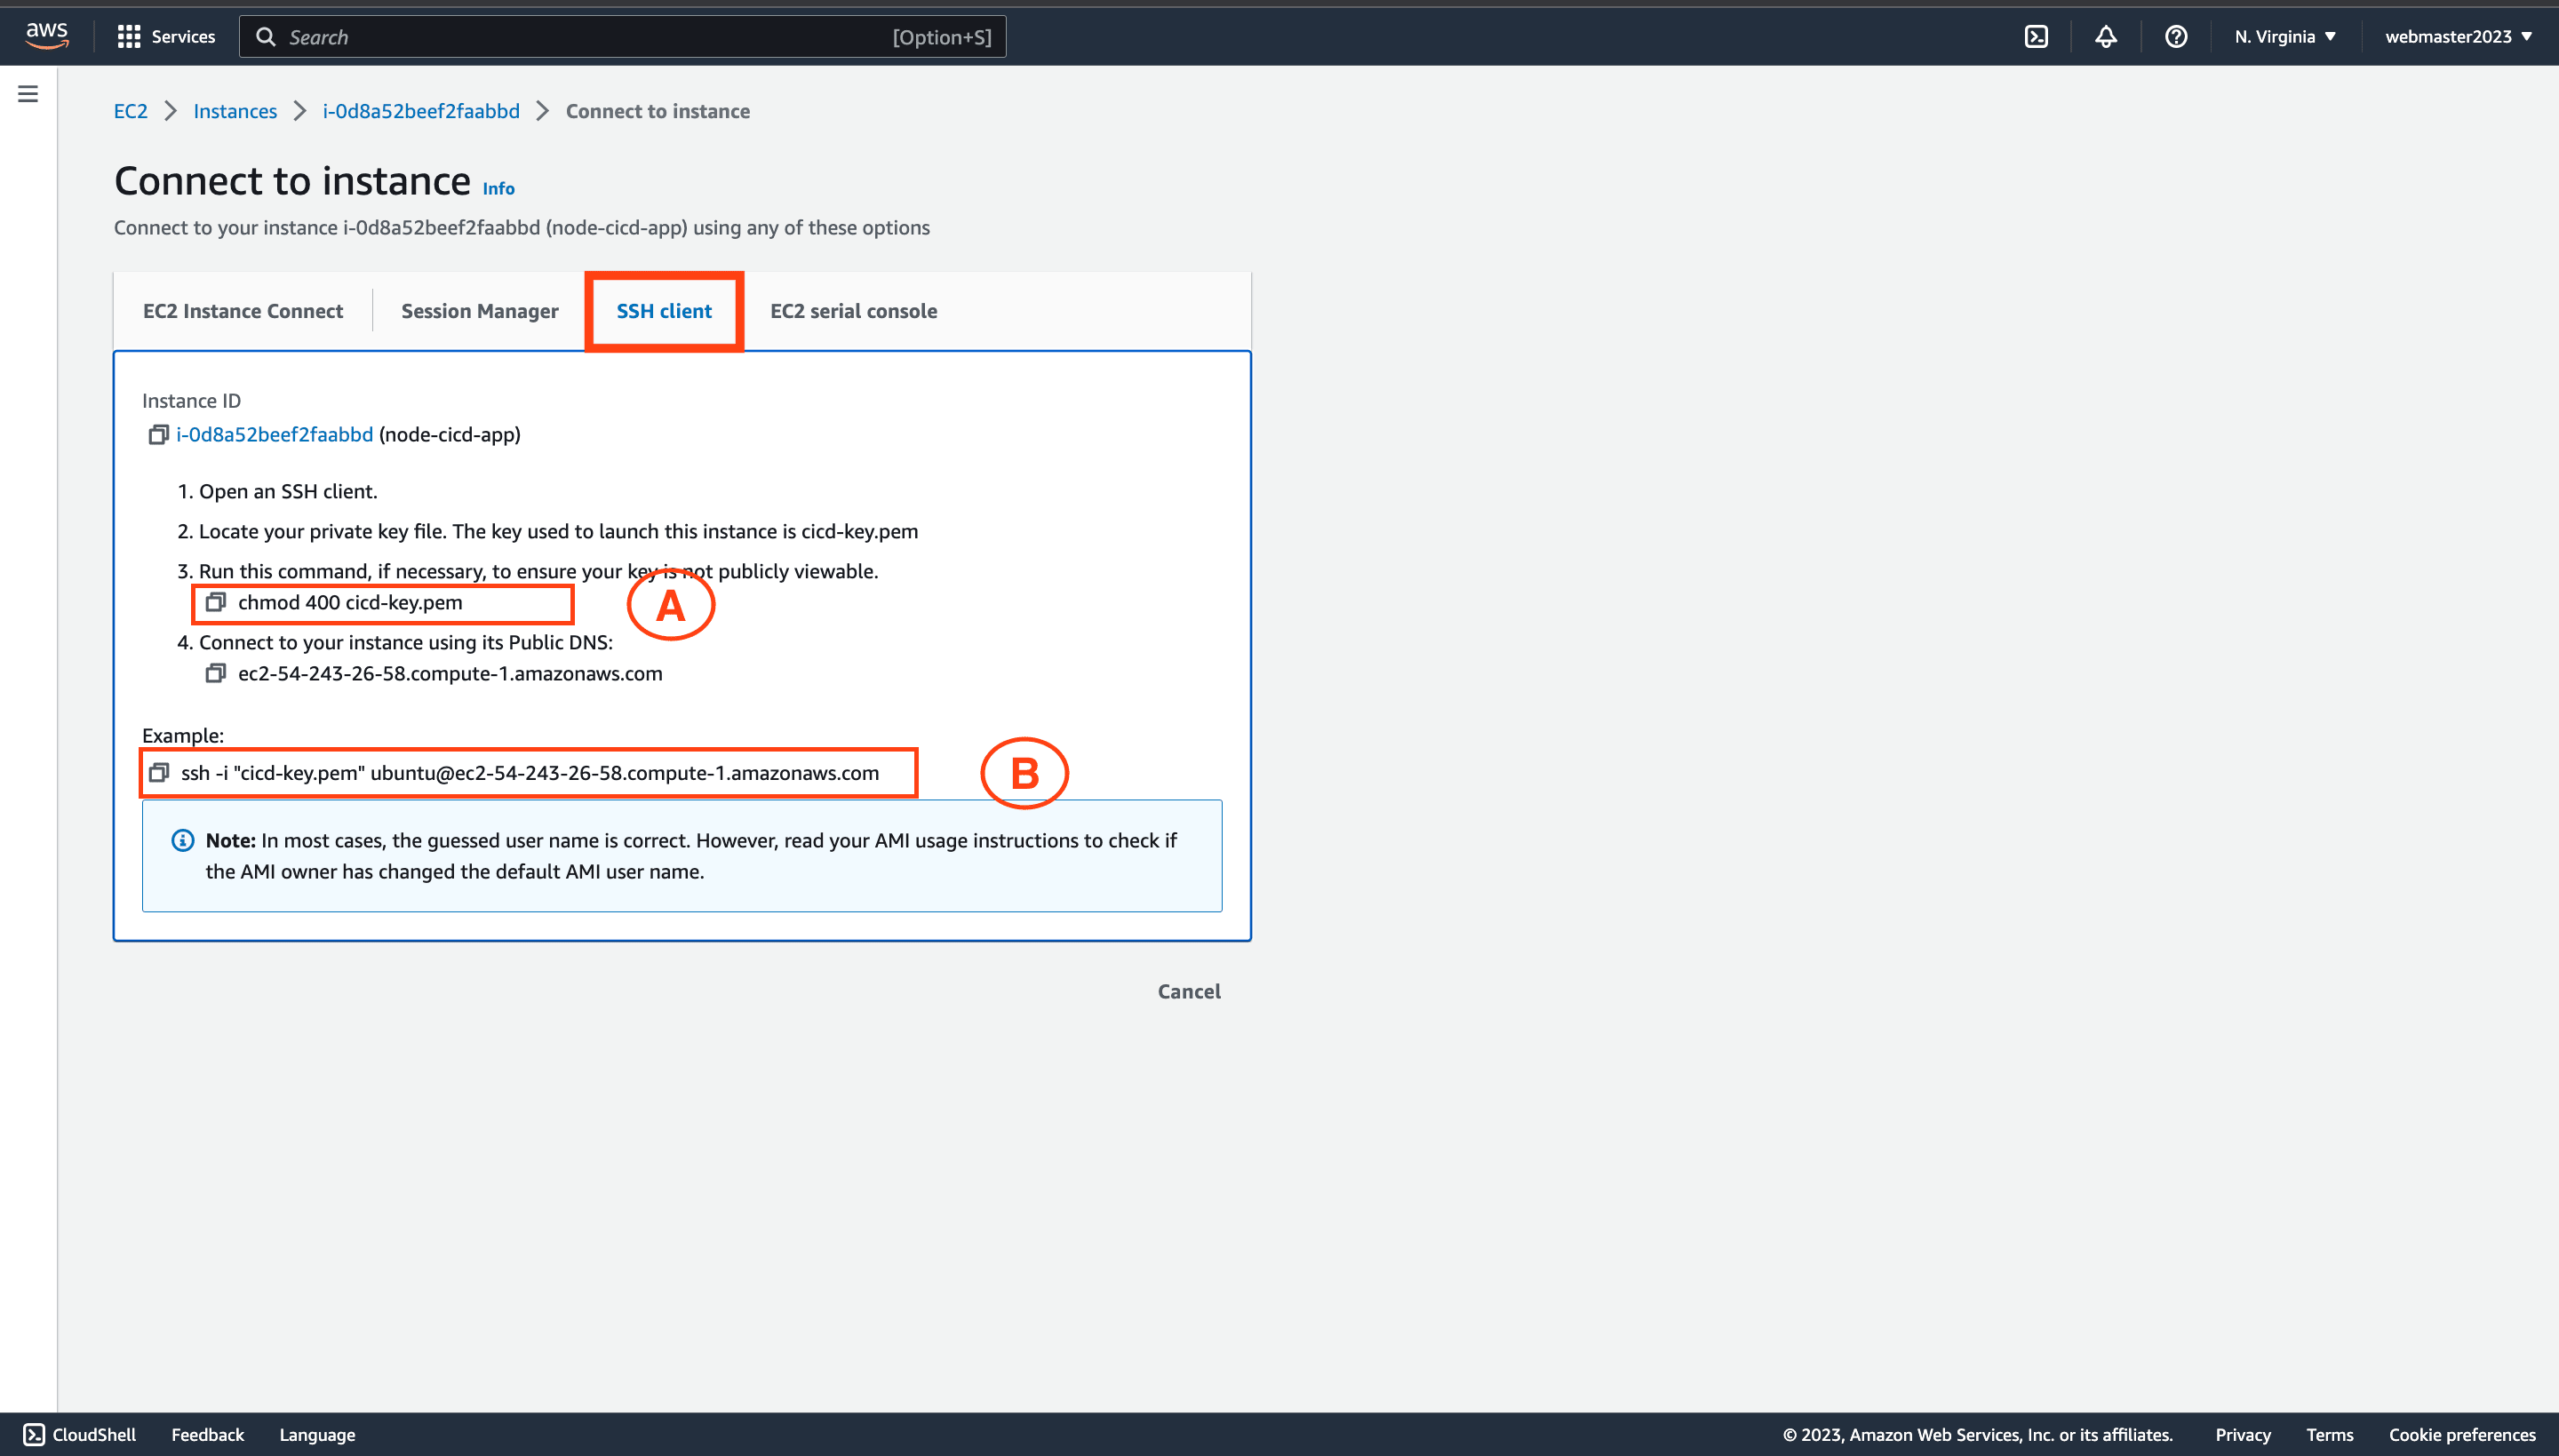 aws Services Search [Option+S] N. Virginia webmaster2023
EC2 Instances i-0d8a52beef2faabbd Connect to instance
Connect to instance Info
Connect to your instance i-0d8a52beef2faabbd (node-cicd-app) using any of these options
EC2 Instance Connect Session Manager SSH client EC2 serial console
Instance ID
i-0d8a52beef2faabbd (node-cicd-app)
1. Open an SSH client.
2. Locate your private key file. The key used to launch this instance is cicd-key.pem
3. Run this command, if necessary, to ensure your key is not publicly viewable.
chmod 400 cicd-key.pem A
4. Connect to your instance using its Public DNS:
ec2-54-243-26-58.compute-1.amazonaws.com
Example:
ssh -i "cicd-key.pem" ubuntu@ec2-54-243-26-58.compute-1.amazonaws.com B
Note: In most cases, the guessed user name is correct. However, read your AMI usage instructions to check if
the AMI owner has changed the default AMI user name.
Cancel
CloudShell Feedback Language © 2023, Amazon Web Services, Inc. or its affiliates. Privacy Terms Cookie preferences